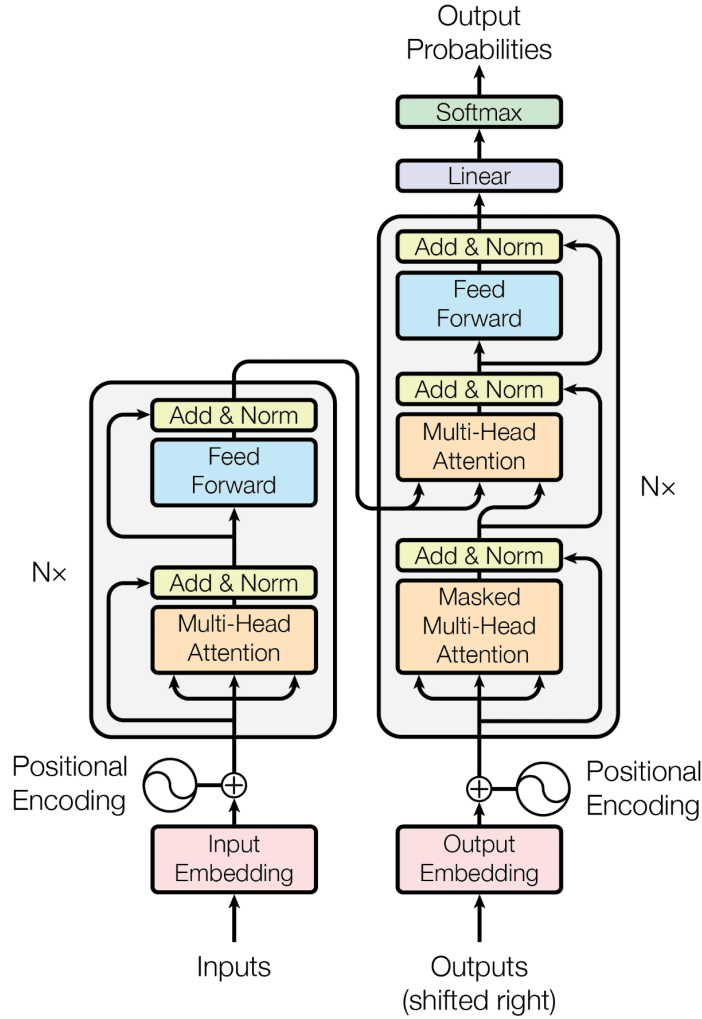 Output
Probabilities
Softmax
Linear
Add & Norm
Feed
Forward
Add & Norm
Multi-Head
Attention
Nx
Add & Norm
Masked
Multi-Head
Attention
Add & Norm
Feed
Forward
Nx
Add & Norm
Multi-Head
Attention
Positional
Encoding
Positional
Encoding
Input
Embedding
Output
Embedding
Inputs
Outputs
(shifted right)